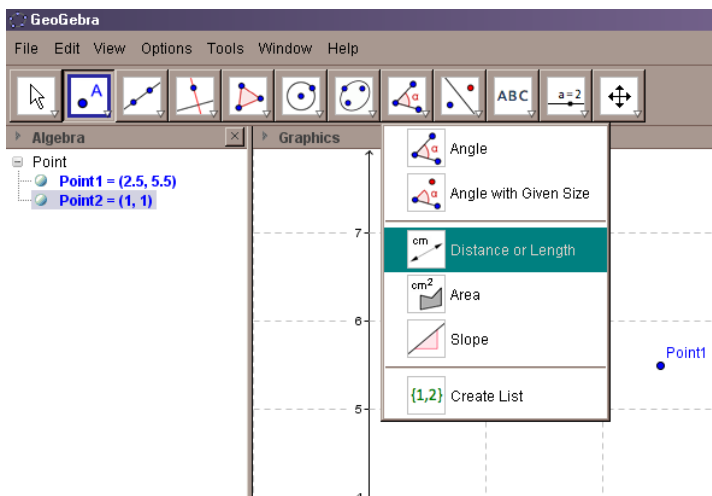 GeoGebra
File Edit View Options Tools Window Help
A α ABC a=2
Algebra
Graphics
Point
Point1 = (2.5, 5.5)
Point2 = (1, 1)
α Angle
α Angle with Given Size
cm Distance or Length
cm² Area
Slope
{1,2} Create List
7
6
5
Point1